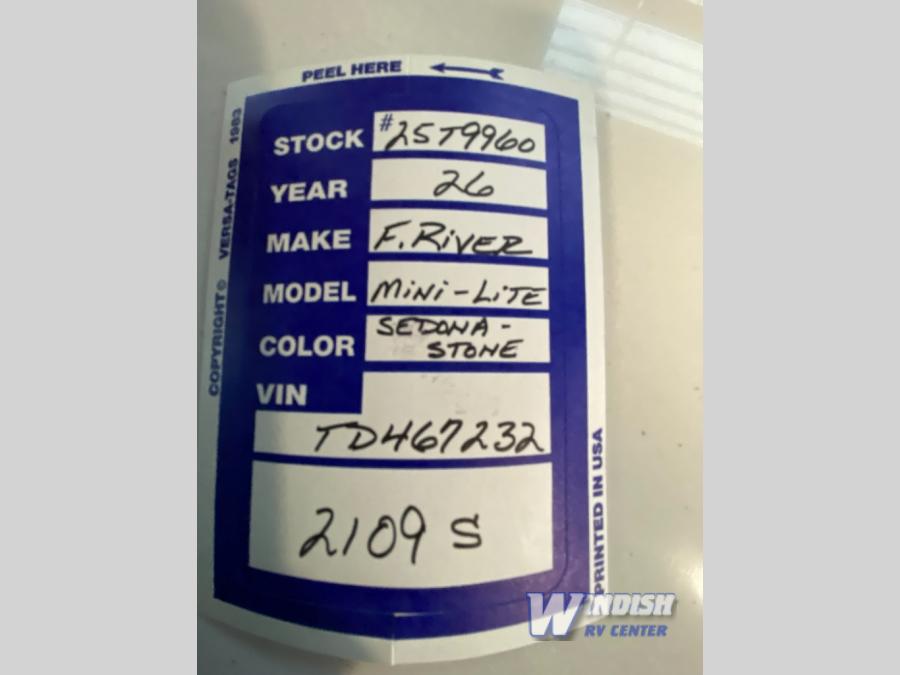 PEEL HERE
COPYRIGHT © VERSA-TAGS 1983
STOCK #25T9960
YEAR 26
MAKE F. RIVER
MODEL MINI-LITE
COLOR SEDONA-
STONE
VIN
TD467232
2109 S
PRINTED IN USA
WINDISH
RV CENTER